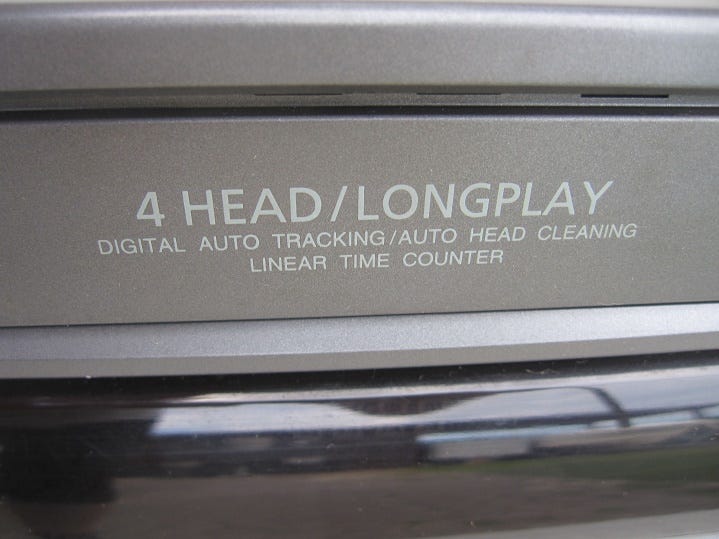 4 HEAD/LONGPLAY
DIGITAL AUTO TRACKING/AUTO HEAD CLEANING
LINEAR TIME COUNTER